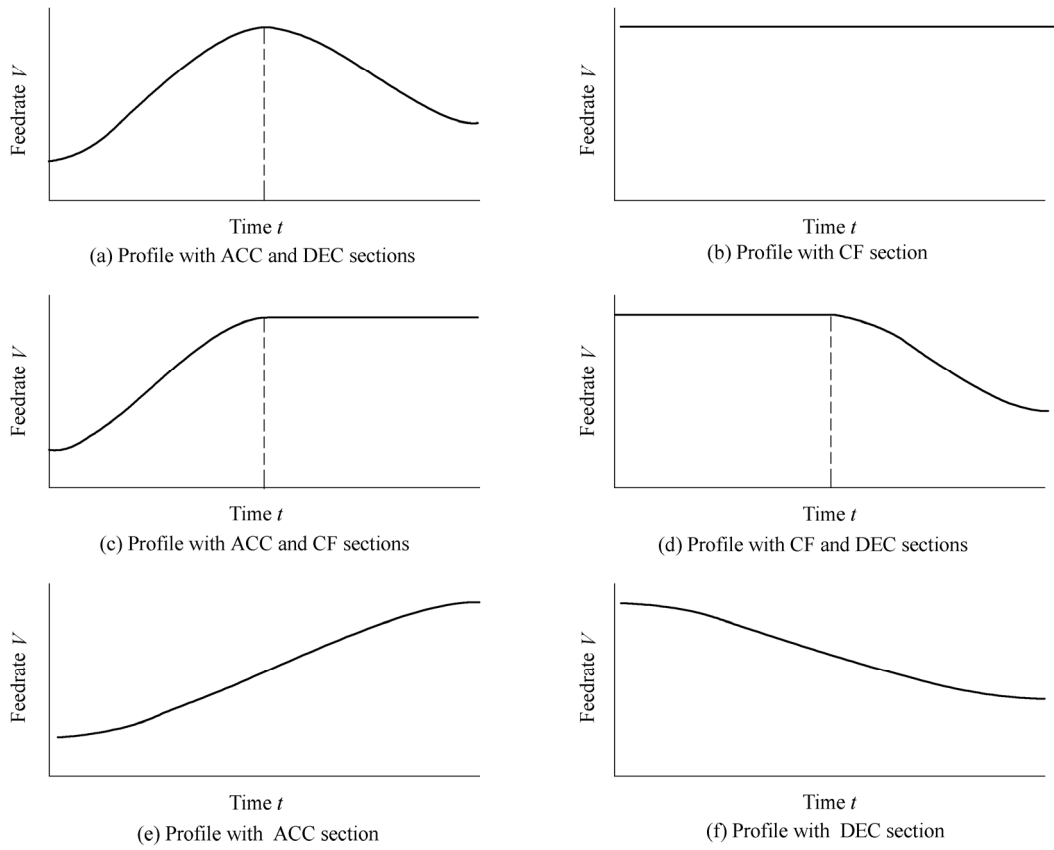 Feedrate V
Time t
(a) Profile with ACC and DEC sections
Feedrate V
Time t
(b) Profile with CF section
Feedrate V
Time t
(c) Profile with ACC and CF sections
Feedrate V
Time t
(d) Profile with CF and DEC sections
Feedrate V
Time t
(e) Profile with ACC section
Feedrate V
Time t
(f) Profile with DEC section